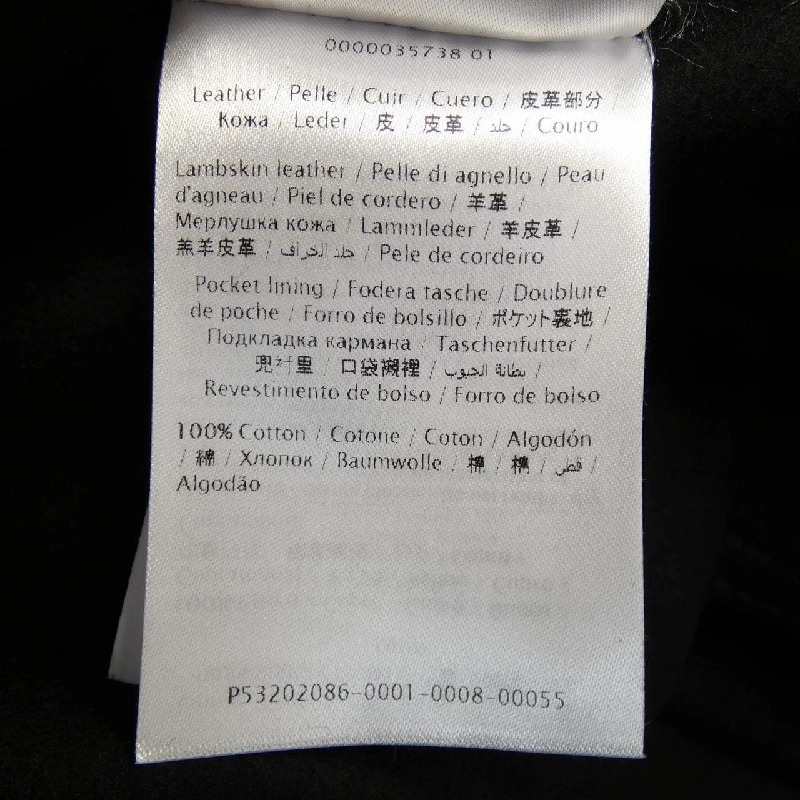 0000035738 01
Leather / Pelle / Cuir / Cuero / 皮革部分 /
Кожа / Leder / 皮 / 皮革 / جلد / Couro
Lambskin leather / Pelle di agnello / Peau
d'agneau / Piel de cordero / 羊革 /
Мерлушка кожа / Lammleder / 羊皮革 /
羔羊皮革 / جلد الخراف / Pele de cordeiro
Pocket lining / Fodera tasche / Doublure
de poche / Forro de bolsillo / ポケット裏地 /
Подкладка кармана / Taschenfutter /
兜衬里 / 口袋襯裡 / بطانة الجيوب /
Revestimento de bolso / Forro de bolso
100% Cotton / Cotone / Coton / Algodón
/ 綿 / Хлопок / Baumwolle / 棉 / 棉 / قطن /
Algodão
P53202086-0001-0008-00055